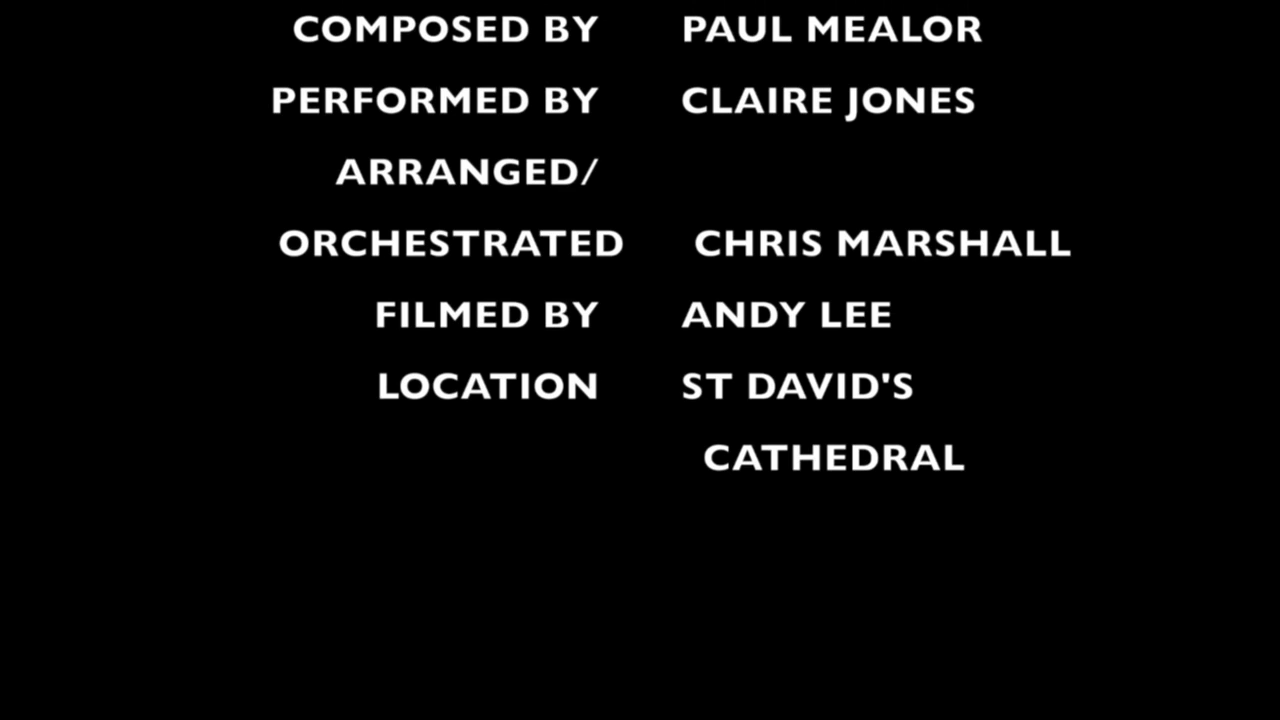 COMPOSED BY PAUL MEALOR
PERFORMED BY CLAIRE JONES
ARRANGED/
ORCHESTRATED CHRIS MARSHALL
FILMED BY ANDY LEE
LOCATION ST DAVID'S
CATHEDRAL